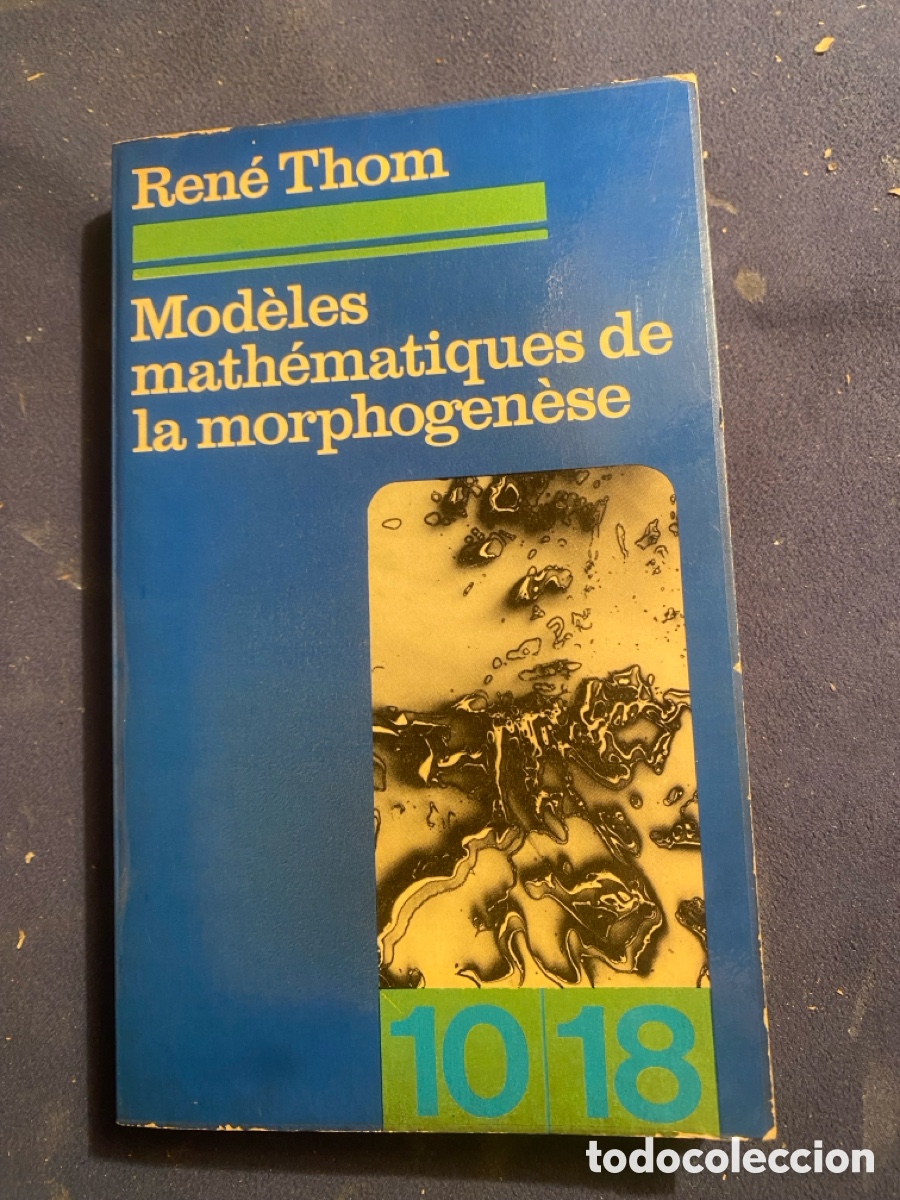 René Thom
Modèles
mathématiques de
la morphogenèse
10 18
todocoleccion